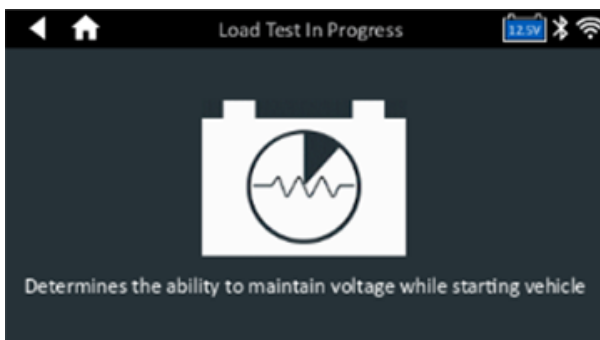 Load Test In Progress
12.5V
Determines the ability to maintain voltage while starting vehicle